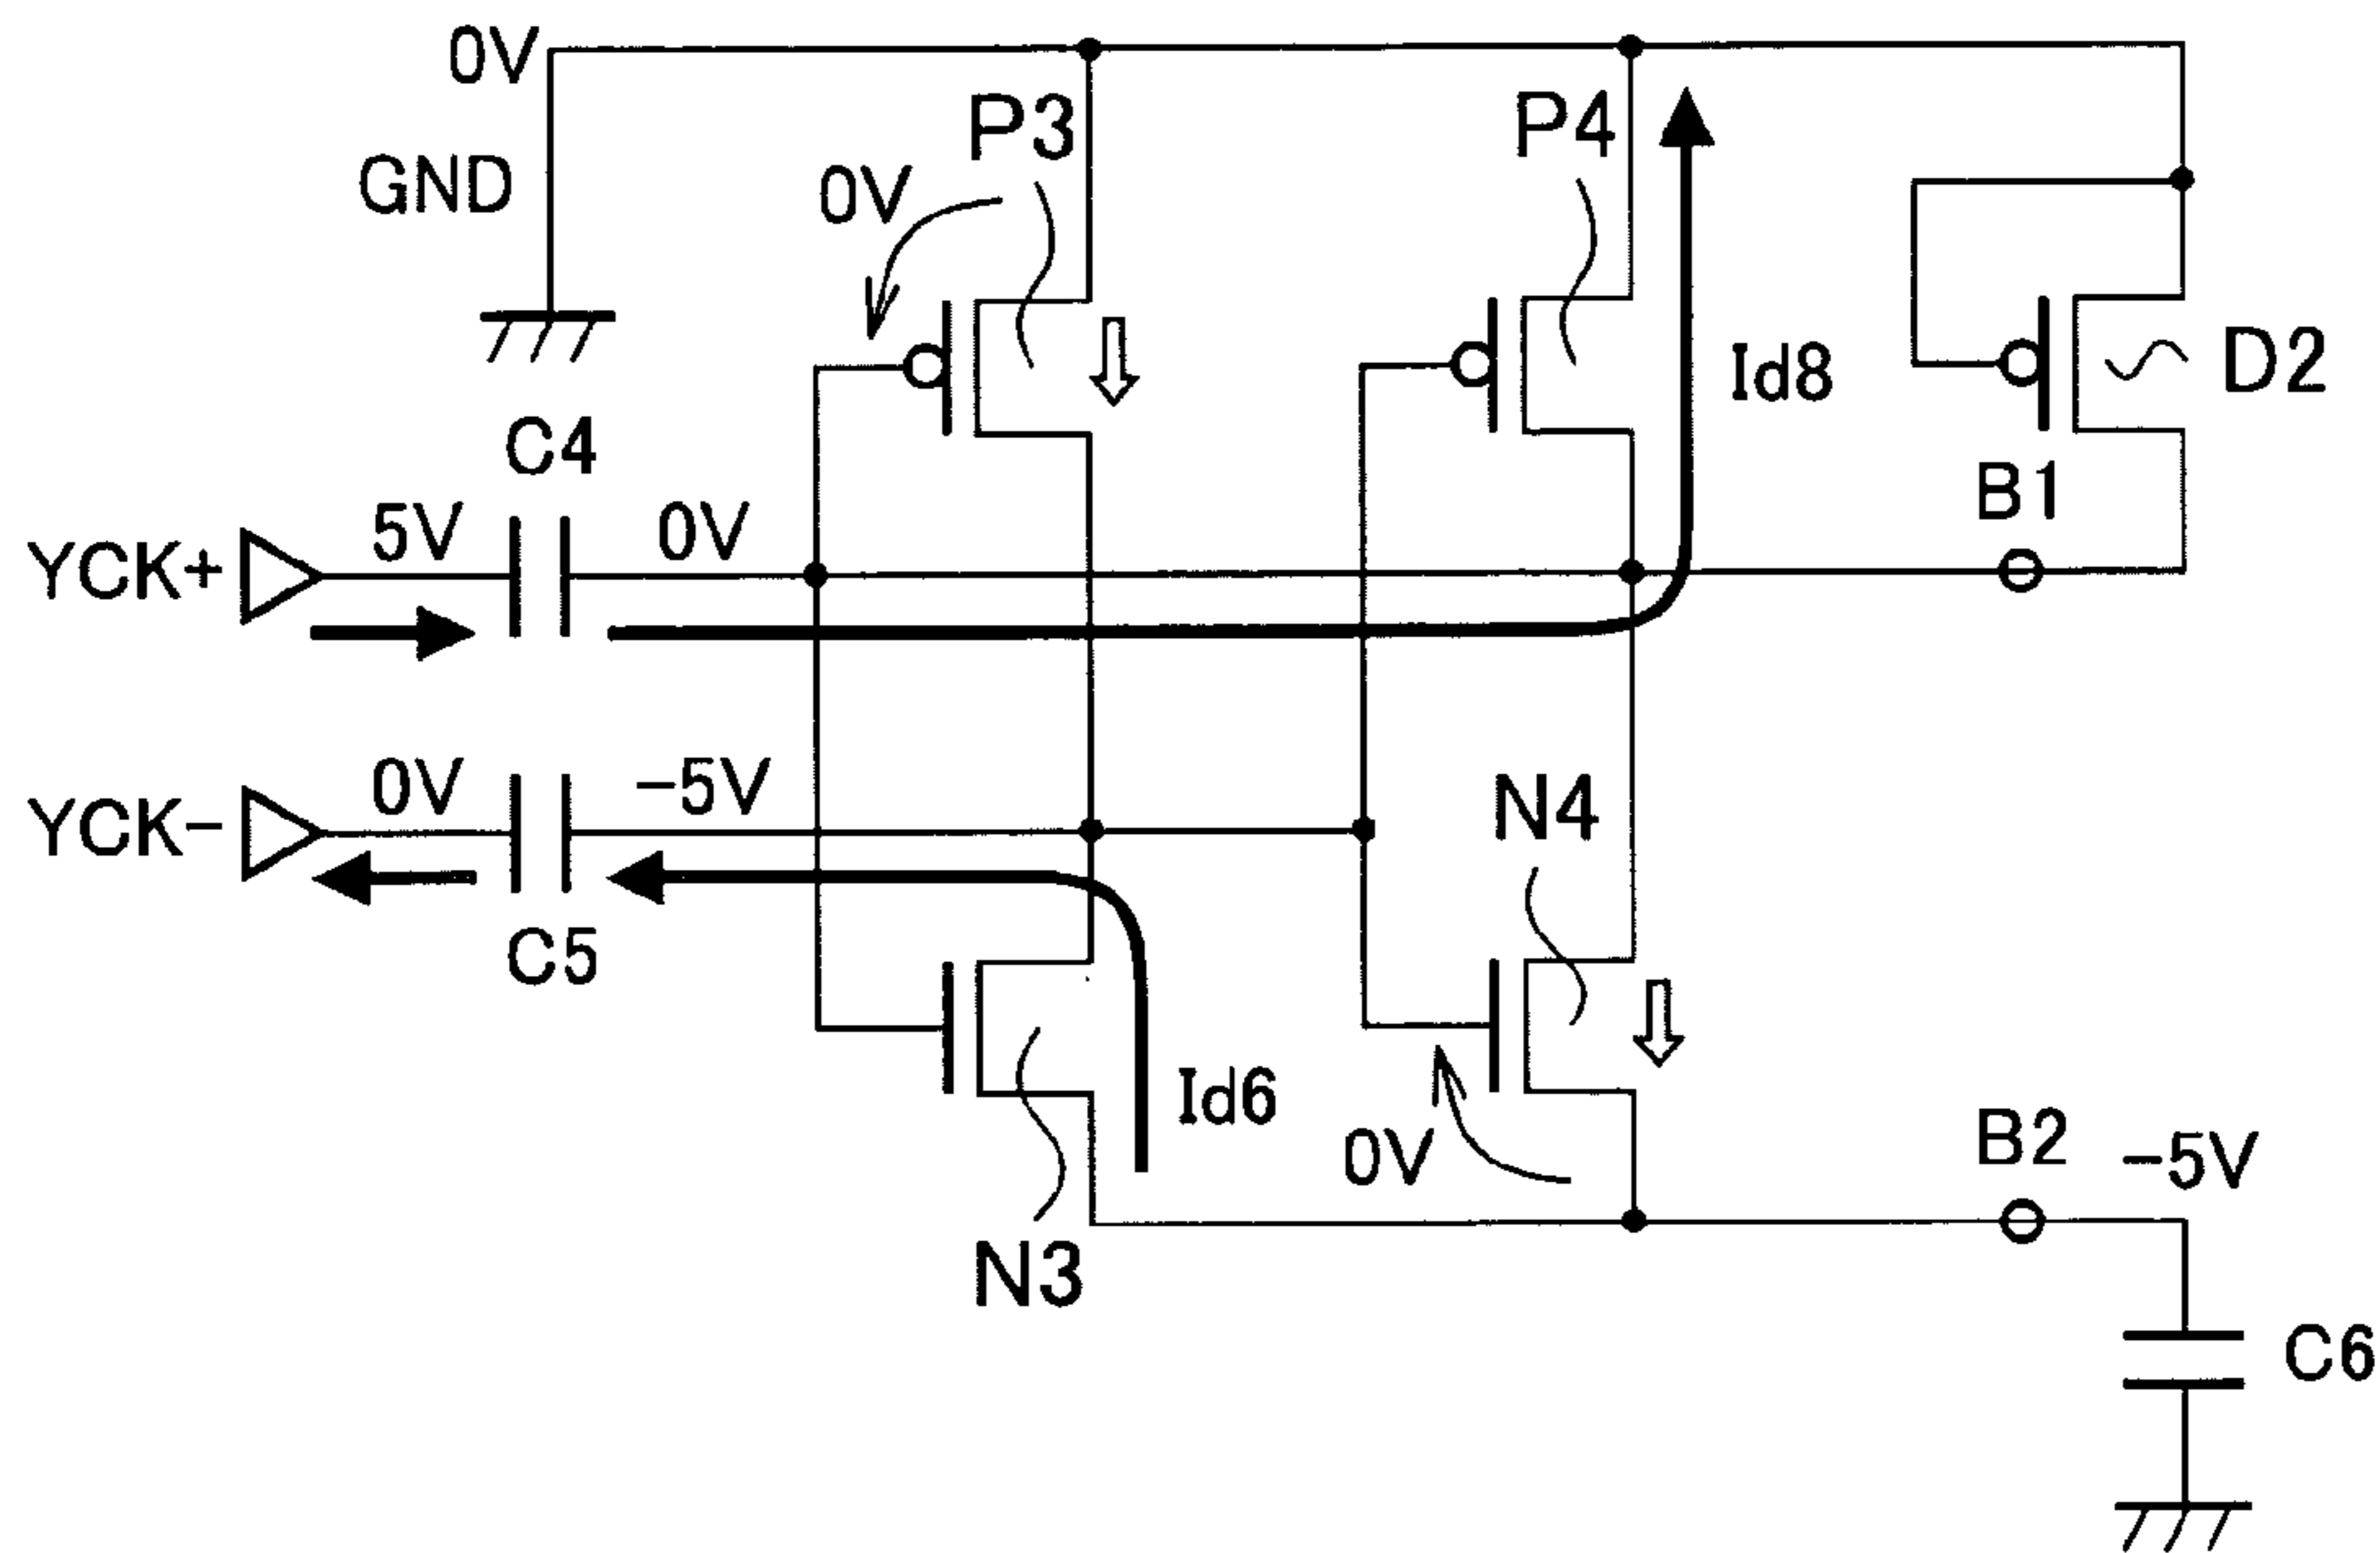 0V
P3
P4
GND
0V
Id8
D2
C4
B1
5V
0V
YCK+
0V
-5V
N4
YCK-
C5
Id6
B2
-5V
0V
N3
C6